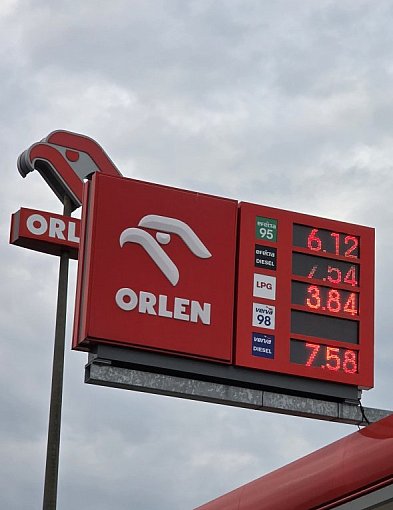 ORL
ORLEN
efecta 95 6.12
efecta DIESEL 7.54
LPG 3.84
verva 98
verva DIESEL 7.58